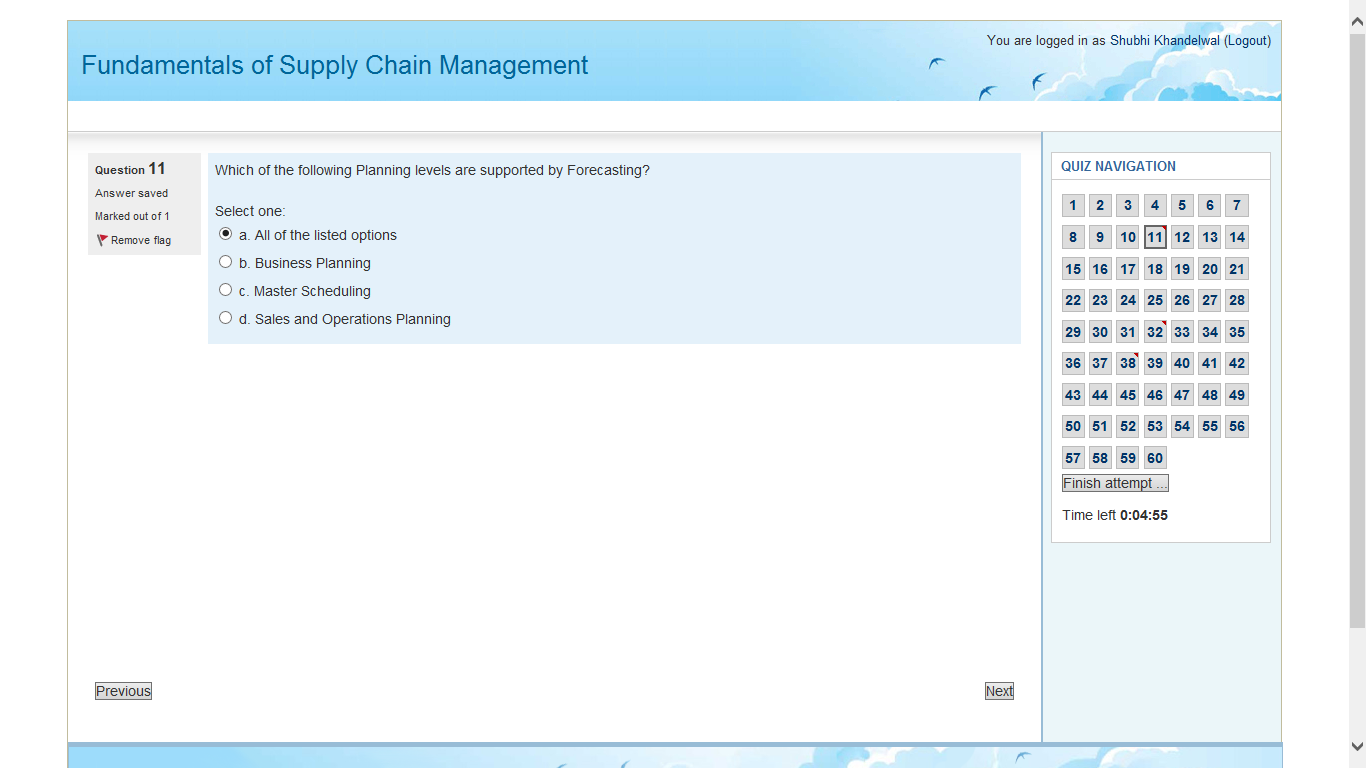 You are logged in as Shubhi Khandelwal (Logout)
Fundamentals of Supply Chain Management
Question 11
Answer saved
Marked out of 1
Remove flag
Which of the following Planning levels are supported by Forecasting?
Select one:
a. All of the listed options
b. Business Planning
c. Master Scheduling
d. Sales and Operations Planning
Previous
Next
QUIZ NAVIGATION
1 2 3 4 5 6 7
8 9 10 11 12 13 14
15 16 17 18 19 20 21
22 23 24 25 26 27 28
29 30 31 32 33 34 35
36 37 38 39 40 41 42
43 44 45 46 47 48 49
50 51 52 53 54 55 56
57 58 59 60
Finish attempt ...
Time left 0:04:55